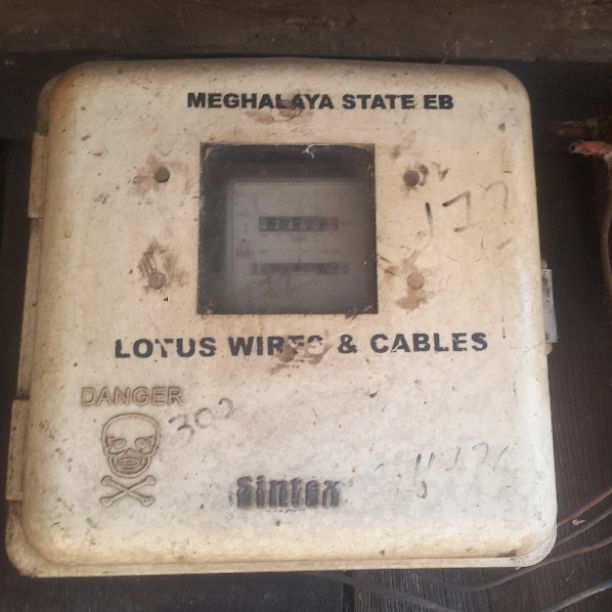 MEGHALAYA STATE EB
LOTUS WIRES & CABLES
DANGER
302
Sintex